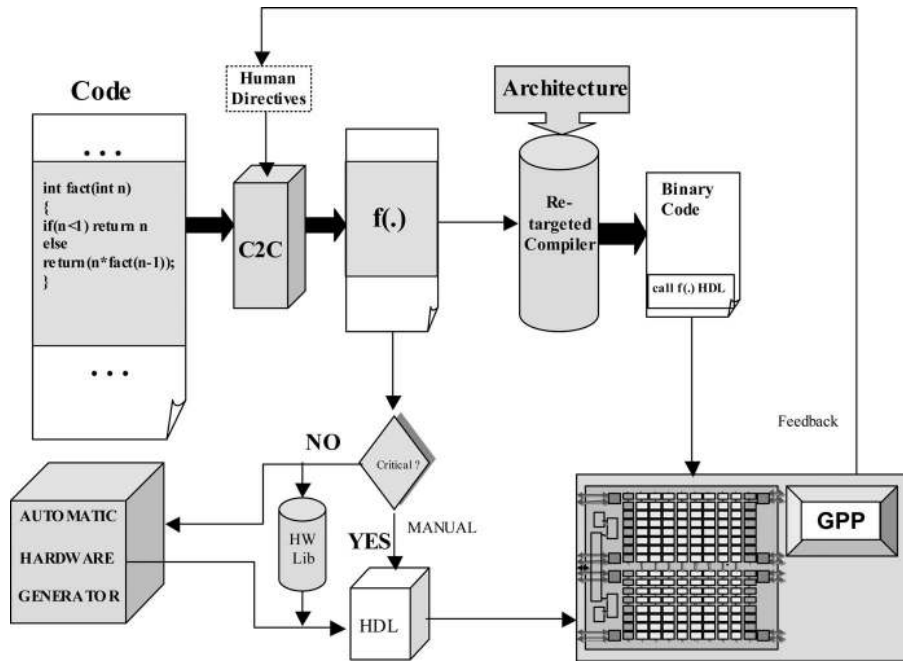 Human
Directives
Code
Architecture
• • •
int fact(int n)
{
if(n<1) return n
else
return(n*fact(n-1));
}
• • •
C2C
f(.)
Re-
targeted
Compiler
Binary
Code
call f(.) HDL
Feedback
NO
Critical ?
YES
MANUAL
AUTOMATIC
HARDWARE
GENERATOR
HW
Lib
HDL
GPP